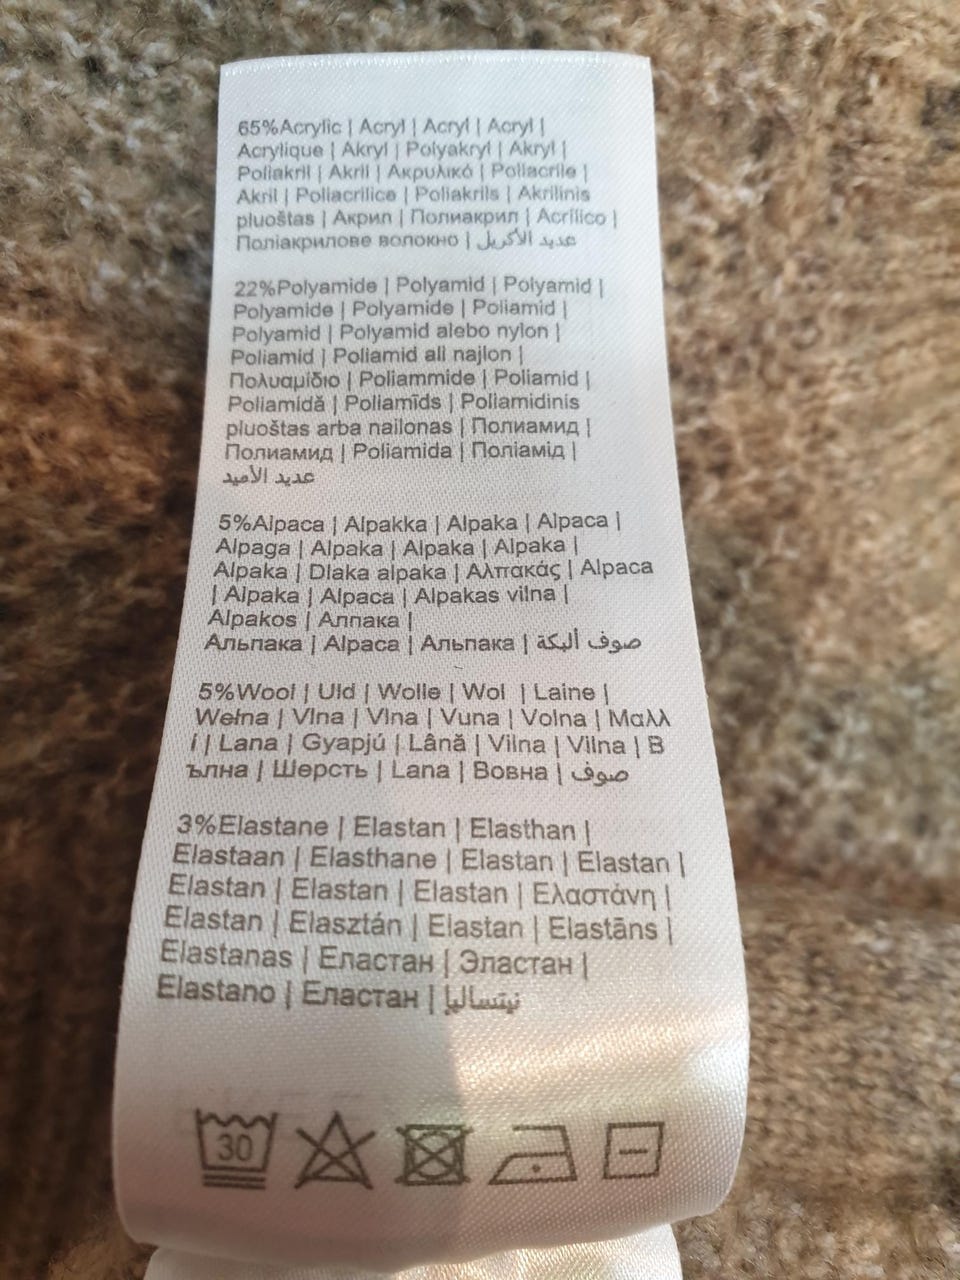 65%Acrylic | Acryl | Acryl | Acryl |
Acrylique | Akryl | Polyakryl | Akryl |
Poliakril | Akril | Ακρυλικό | Poliacrile |
Akril | Poliacrilice | Poliakrils | Akrilinis
pluoštas | Акрил | Полиакрил | Acrílico |
Поліакрилове волокно | عديد الأكريل
22%Polyamide | Polyamid | Polyamid |
Polyamide | Polyamide | Poliamid |
Polyamid | Polyamid alebo nylon |
Poliamid | Poliamid ali najlon |
Πολυαμίδιο | Poliammide | Poliamid |
Poliamidă | Poliamīds | Poliamidinis
pluoštas arba nailonas | Полиамид |
Полиамид | Poliamida | Поліамід |
عديد الأميد
5%Alpaca | Alpakka | Alpaka | Alpaca |
Alpaga | Alpaka | Alpaka | Alpaka |
Alpaka | Dlaka alpaka | Αλπακάς | Alpaca
| Alpaka | Alpaca | Alpakas vilna |
Alpakos | Алпака |
Альпака | Alpaca | Альпака | صوف ألبكة
5%Wool | Uld | Wolle | Wol | Laine |
Wełna | Vlna | Vlna | Vuna | Volna | Μαλλ
ί | Lana | Gyapjú | Lână | Vilna | Vilna | В
ълна | Шерсть | Lana | Вовна | صوف
3%Elastane | Elastan | Elasthan |
Elastaan | Elasthane | Elastan | Elastan |
Elastan | Elastan | Elastan | Ελαστάνη |
Elastan | Elasztán | Elastan | Elastāns |
Elastanas | Еластан | Эластан |
Elastano | Еластан | نيتساليإ
30